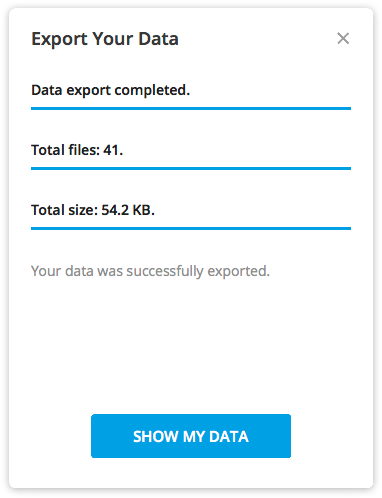 Export Your Data
Data export completed.
Total files: 41.
Total size: 54.2 KB.
Your data was successfully exported.
SHOW MY DATA